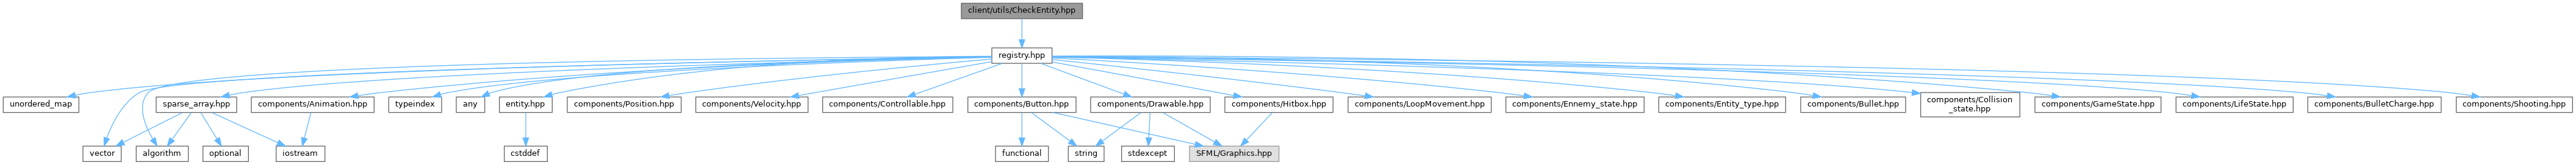 client/utils/CheckEntity.hpp
registry.hpp
unordered_map
sparse_array.hpp
components/Animation.hpp
typeindex
any
entity.hpp
components/Position.hpp
components/Velocity.hpp
components/Controllable.hpp
components/Button.hpp
components/Drawable.hpp
components/Hitbox.hpp
components/LoopMovement.hpp
components/Ennemy_state.hpp
components/Entity_type.hpp
components/Bullet.hpp
components/Collision
_state.hpp
components/GameState.hpp
components/LifeState.hpp
components/BulletCharge.hpp
components/Shooting.hpp
vector
algorithm
optional
iostream
cstddef
functional
string
stdexcept
SFML/Graphics.hpp